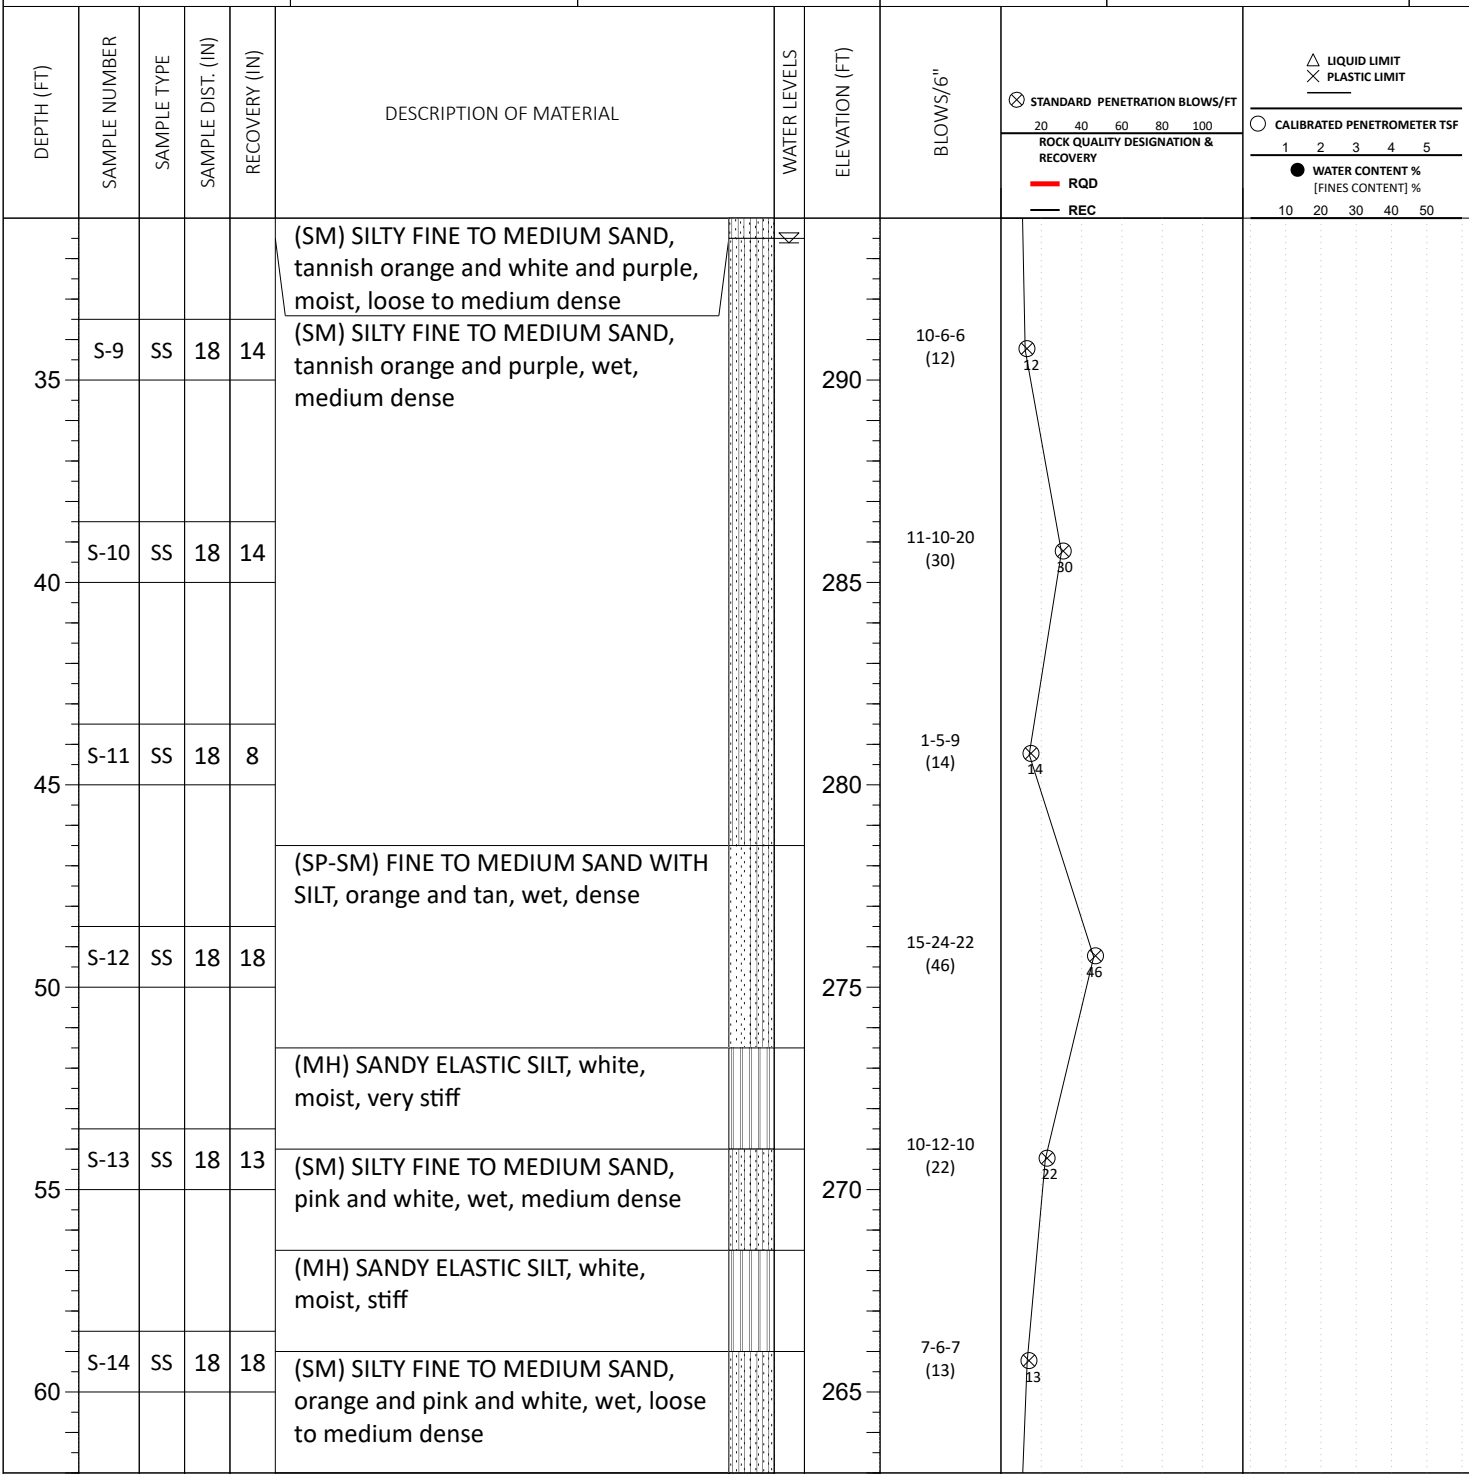 DEPTH (FT)
SAMPLE NUMBER
SAMPLE TYPE
SAMPLE DIST. (IN)
RECOVERY (IN)
DESCRIPTION OF MATERIAL
WATER LEVELS
ELEVATION (FT)
BLOWS/6"
STANDARD PENETRATION BLOWS/FT
20 40 60 80 100
ROCK QUALITY DESIGNATION &
RECOVERY
RQD
REC
LIQUID LIMIT
PLASTIC LIMIT
CALIBRATED PENETROMETER TSF
1 2 3 4 5
WATER CONTENT %
[FINES CONTENT] %
10 20 30 40 50
(SM) SILTY FINE TO MEDIUM SAND,
tannish orange and white and purple,
moist, loose to medium dense
(SM) SILTY FINE TO MEDIUM SAND,
tannish orange and purple, wet,
medium dense
S-9 SS 18 14
10-6-6
(12)
12
35
290
S-10 SS 18 14
11-10-20
(30)
30
40
285
S-11 SS 18 8
1-5-9
(14)
14
45
280
(SP-SM) FINE TO MEDIUM SAND WITH
SILT, orange and tan, wet, dense
S-12 SS 18 18
15-24-22
(46)
46
50
275
(MH) SANDY ELASTIC SILT, white,
moist, very stiff
S-13 SS 18 13
10-12-10
(22)
22
(SM) SILTY FINE TO MEDIUM SAND,
pink and white, wet, medium dense
55
270
(MH) SANDY ELASTIC SILT, white,
moist, stiff
S-14 SS 18 18
7-6-7
(13)
13
(SM) SILTY FINE TO MEDIUM SAND,
orange and pink and white, wet, loose
to medium dense
60
265